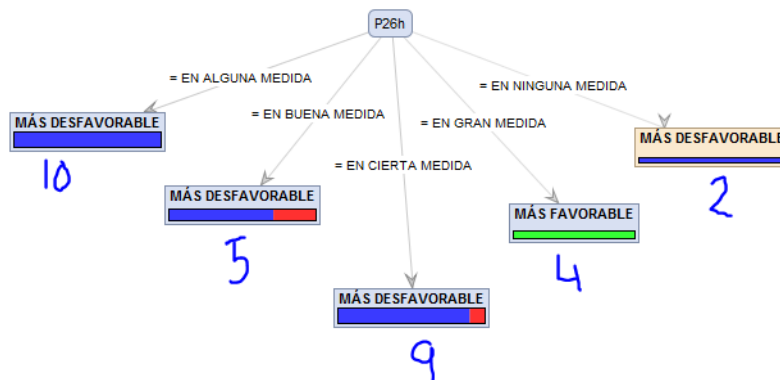 P26h
= EN ALGUNA MEDIDA
= EN NINGUNA MEDIDA
= EN BUENA MEDIDA
= EN GRAN MEDIDA
= EN CIERTA MEDIDA
MÁS DESFAVORABLE
10
MÁS DESFAVORABLE
2
MÁS DESFAVORABLE
5
MÁS FAVORABLE
4
MÁS DESFAVORABLE
9